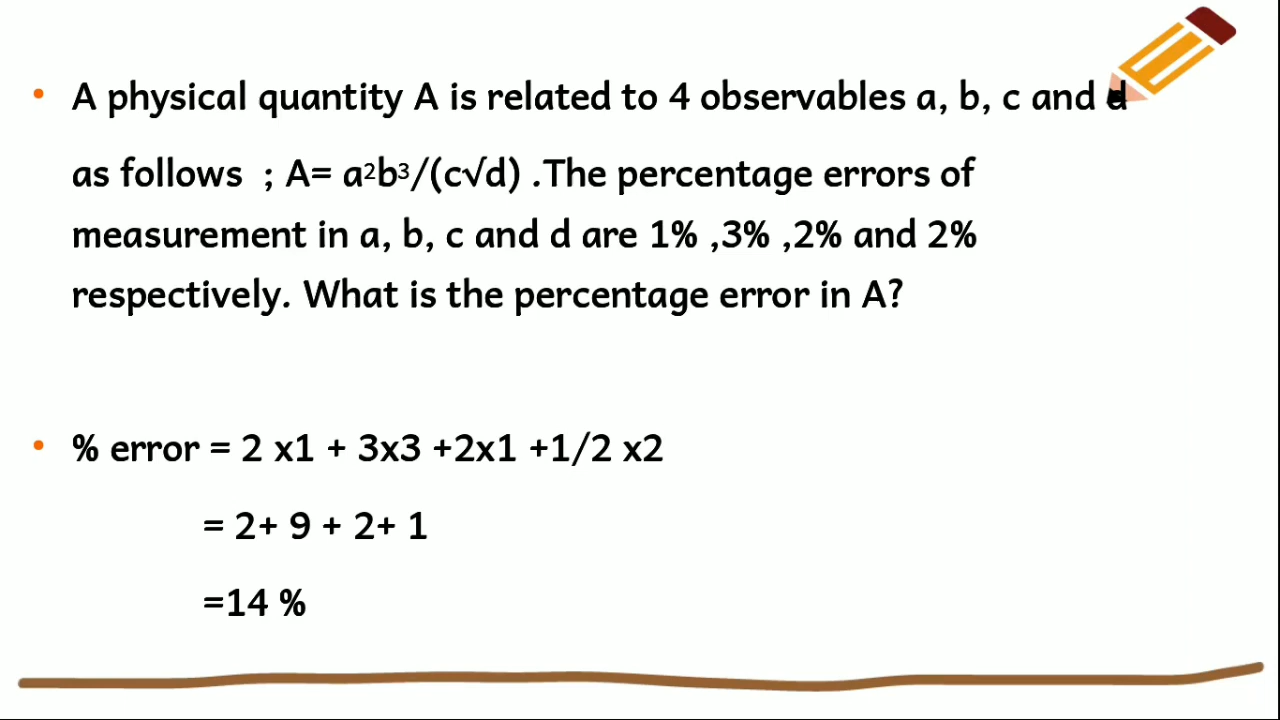 • A physical quantity A is related to 4 observables a, b, c and d
as follows ; A= a²b³/(c√d) .The percentage errors of
measurement in a, b, c and d are 1% ,3% ,2% and 2%
respectively. What is the percentage error in A?
• % error = 2 x1 + 3x3 +2x1 +1/2 x2
= 2+ 9 + 2+ 1
=14 %